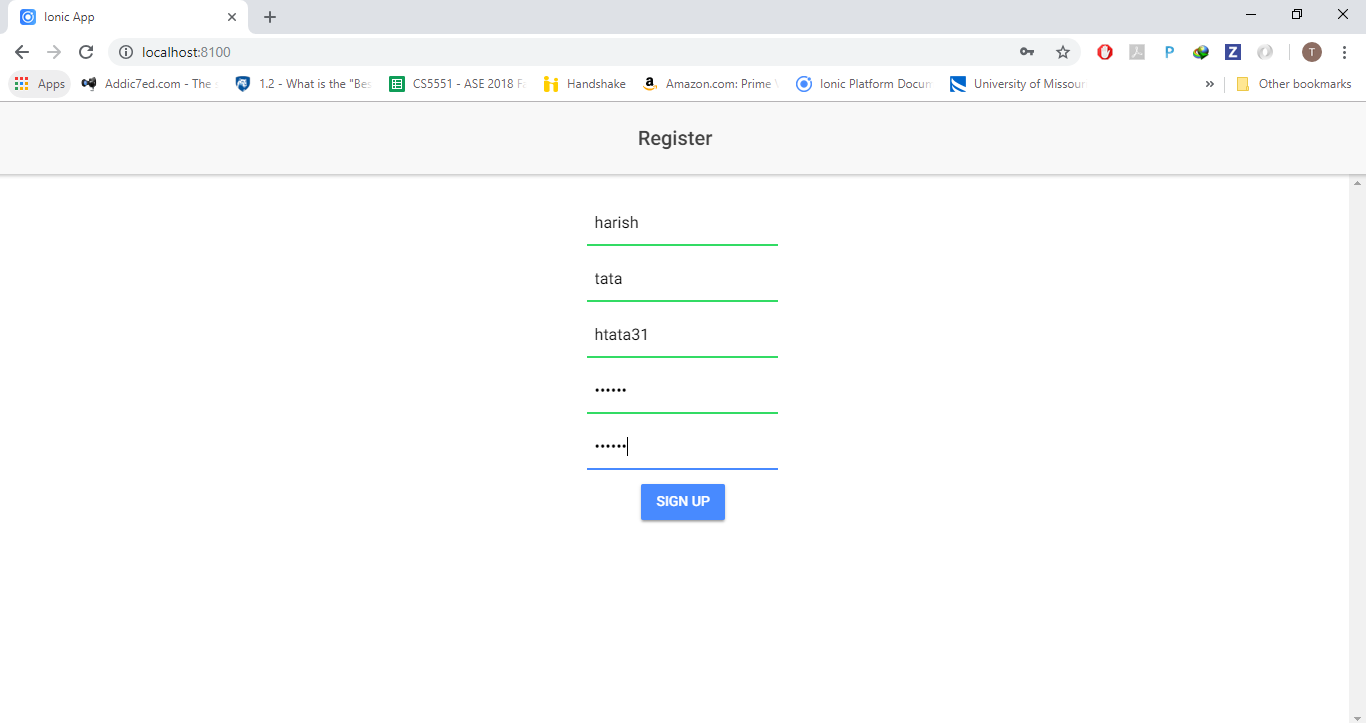 Ionic App
localhost:8100
Apps Addic7ed.com - The 1.2 - What is the "Bes CS5551 - ASE 2018 Fa Handshake Amazon.com: Prime Ionic Platform Docum University of Missour » Other bookmarks
Register
harish
tata
htata31
••••••
••••••
SIGN UP